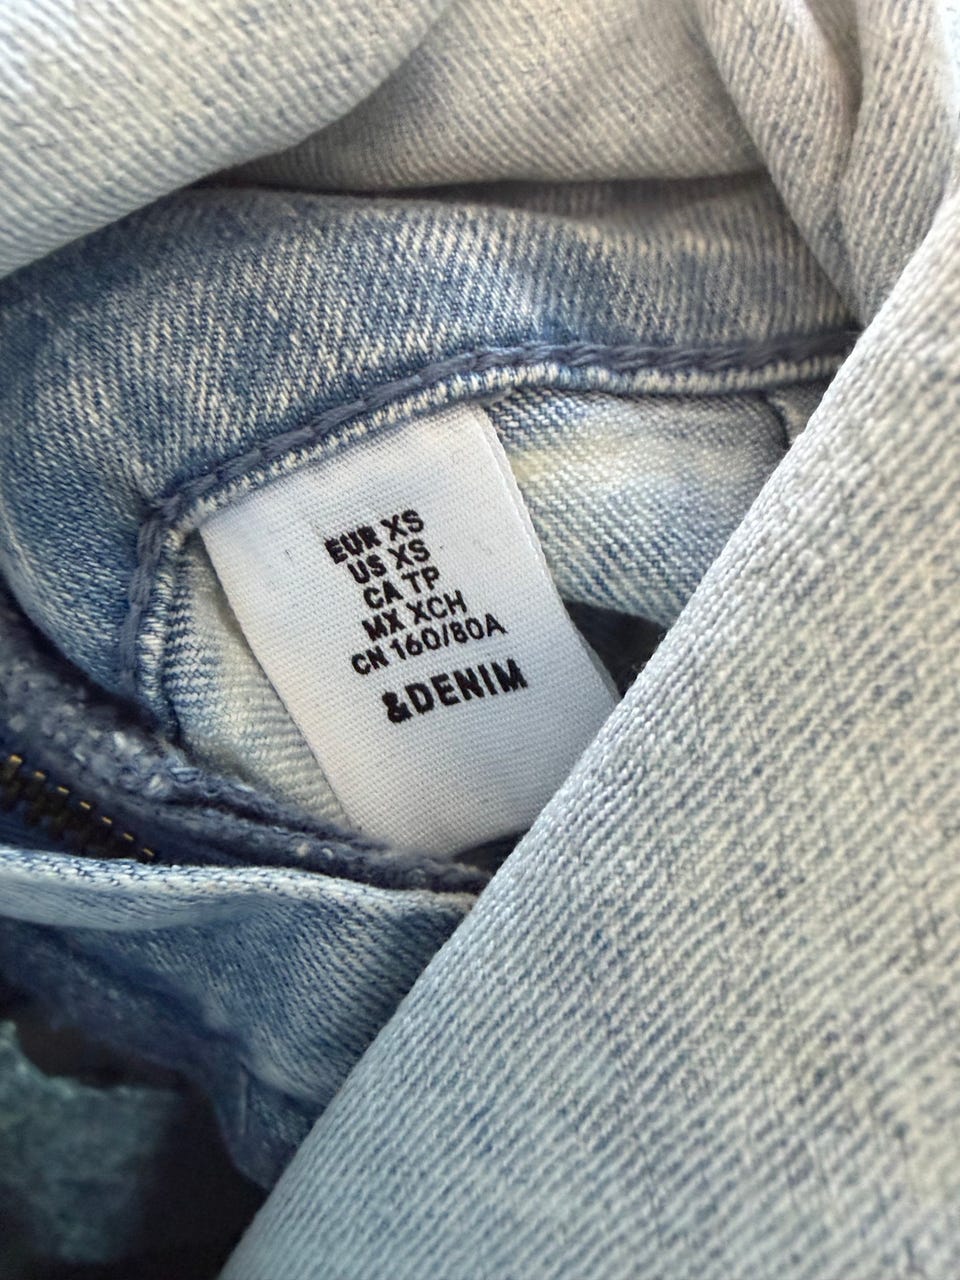 EUR XS
US XS
CA TP
MX XCH
CN 160/80A
&DENIM